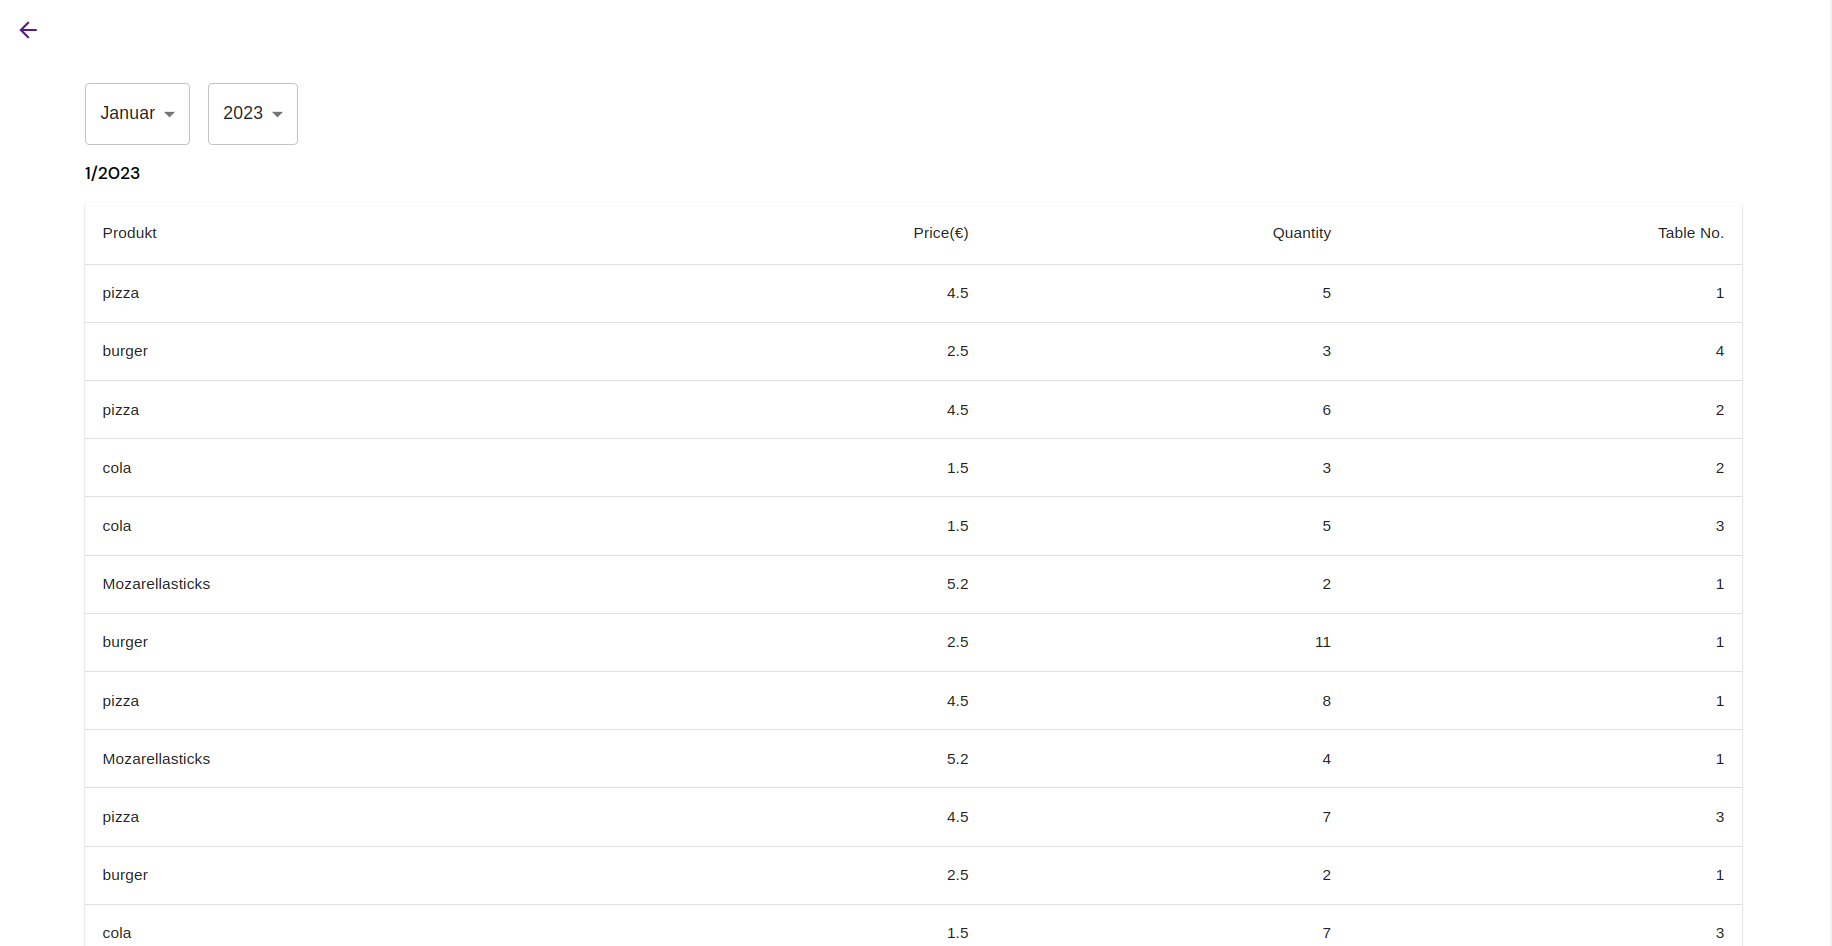 Januar 2023
1/2023
Produkt Price(€) Quantity Table No.
pizza 4.5 5 1
burger 2.5 3 4
pizza 4.5 6 2
cola 1.5 3 2
cola 1.5 5 3
Mozarellasticks 5.2 2 1
burger 2.5 11 1
pizza 4.5 8 1
Mozarellasticks 5.2 4 1
pizza 4.5 7 3
burger 2.5 2 1
cola 1.5 7 3